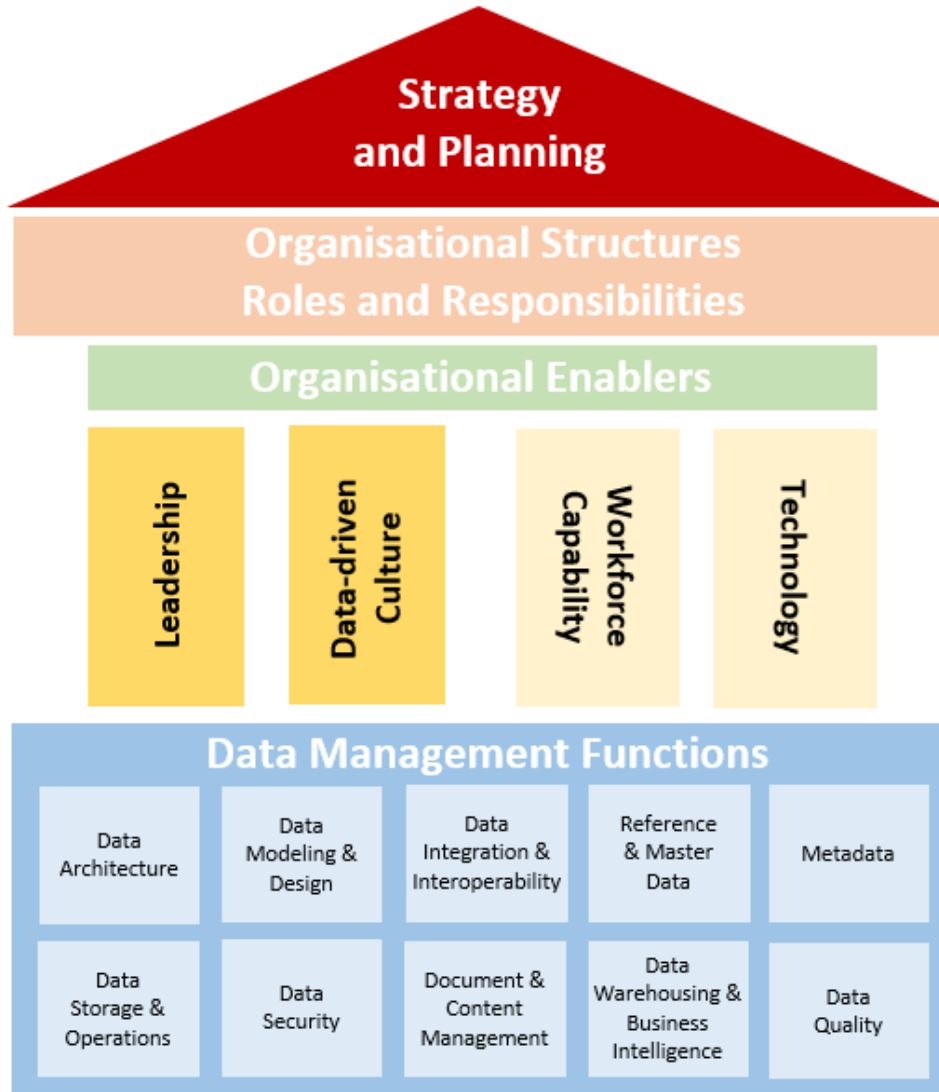 Strategy
and Planning
Organisational Structures
Roles and Responsibilities
Organisational Enablers
Leadership
Data-driven
Culture
Workforce
Capability
Technology
Data Management Functions
Data
Architecture
Data
Modeling &
Design
Data
Integration &
Interoperability
Reference
& Master
Data
Metadata
Data
Storage &
Operations
Data
Security
Document &
Content
Management
Data
Warehousing &
Business
Intelligence
Data
Quality